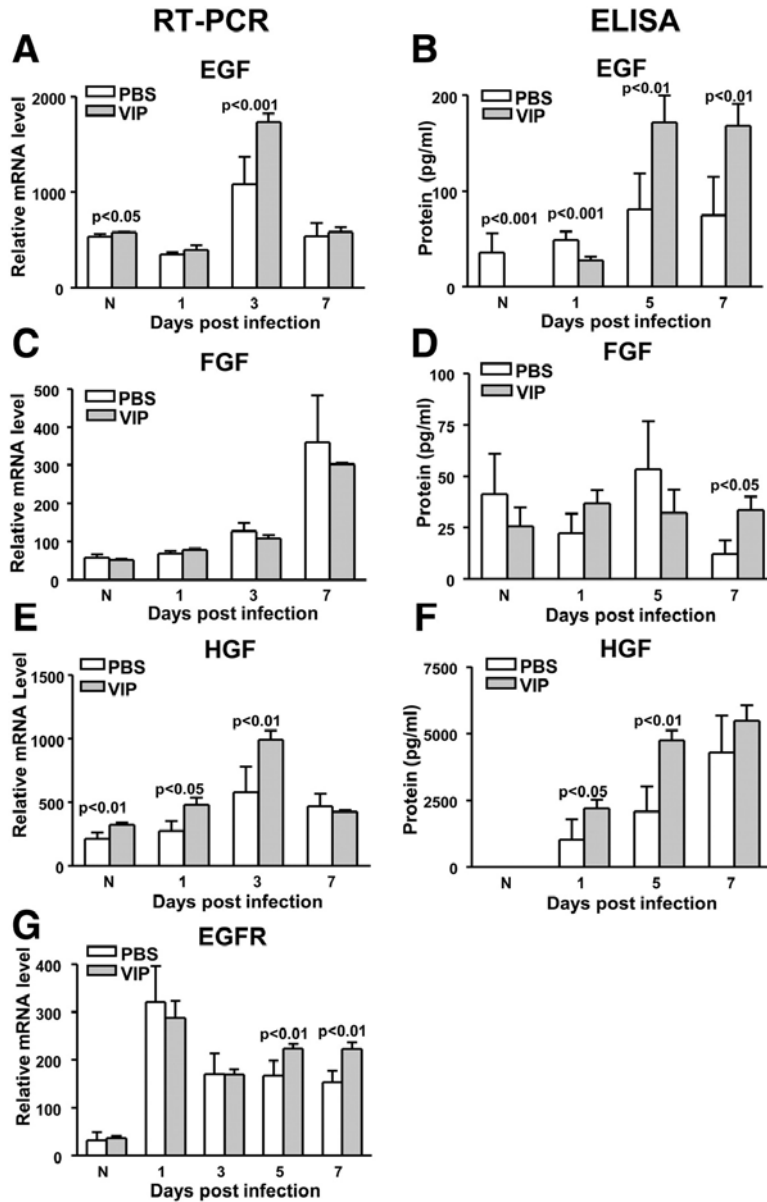 RT-PCR
ELISA
A
EGF
PBS
VIP
Relative mRNA level
2000
1000
0
p<0.05
p<0.001
N 1 3 7
Days post infection
B
EGF
PBS
VIP
Protein (pg/ml)
200
100
0
p<0.001
p<0.001
p<0.01
p<0.01
N 1 5 7
Days post infection
C
FGF
PBS
VIP
Relative mRNA level
500
400
300
200
100
0
N 1 3 7
Days post infection
D
FGF
PBS
VIP
Protein (pg/ml)
100
75
50
25
0
p<0.05
N 1 5 7
Days post infection
E
HGF
PBS
VIP
Relative mRNA Level
1500
1000
500
0
p<0.01
p<0.05
p<0.01
N 1 3 7
Days post infection
F
HGF
PBS
VIP
Protein (pg/ml)
7500
5000
2500
0
p<0.05
p<0.01
N 1 5 7
Days post infection
G
EGFR
PBS
VIP
Relative mRNA level
400
300
200
100
0
p<0.01
p<0.01
N 1 3 5 7
Days post infection